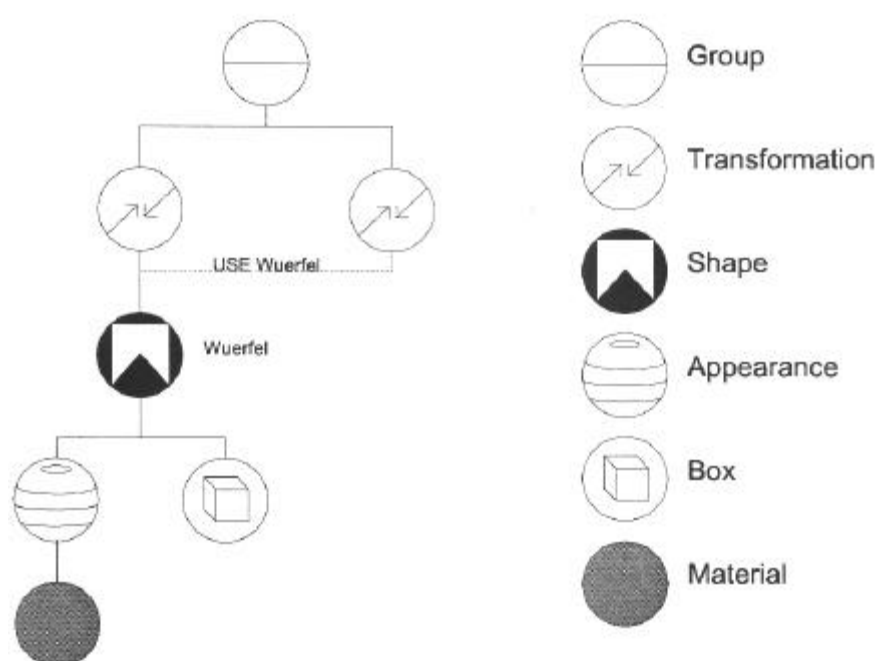 Group
Transformation
USE Wuerfel
Shape
Wuerfel
Appearance
Box
Material